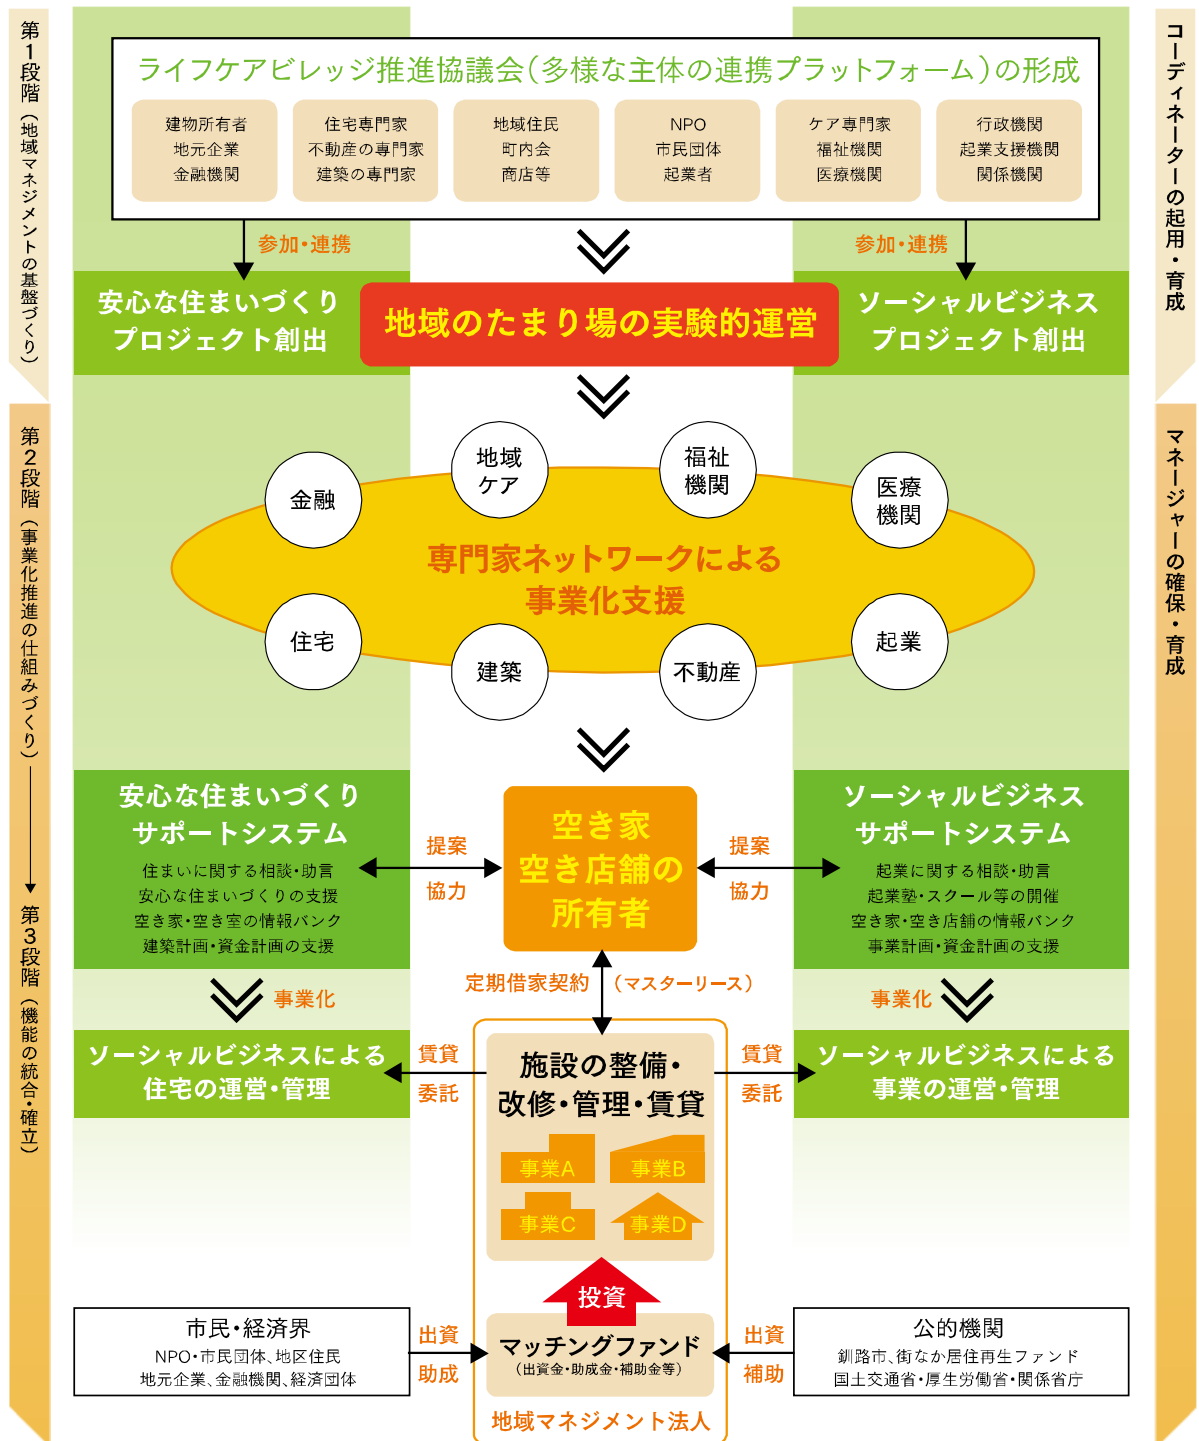 第1段階（地域マネジメントの基盤づくり）
コーディネーターの起用・育成
ライフケアビレッジ推進協議会（多様な主体の連携プラットフォーム）の形成
建物所有者
地元企業
金融機関
住宅専門家
不動産の専門家
建築の専門家
地域住民
町内会
商店等
NPO
市民団体
起業者
ケア専門家
福祉機関
医療機関
行政機関
起業支援機関
関係機関
参加・連携
参加・連携
安心な住まいづくり
プロジェクト創出
地域のたまり場の実験的運営
ソーシャルビジネス
プロジェクト創出
第2段階（事業化推進の仕組みづくり）
マネージャーの確保・育成
金融
地域
ケア
福祉
機関
医療
機関
専門家ネットワークによる
事業化支援
住宅
建築
不動産
起業
安心な住まいづくり
サポートシステム
住まいに関する相談・助言
安心な住まいづくりの支援
空き家・空き室の情報バンク
建築計画・資金計画の支援
提案
協力
空き家
空き店舗の
所有者
提案
協力
ソーシャルビジネス
サポートシステム
起業に関する相談・助言
起業塾・スクール等の開催
空き家・空き店舗の情報バンク
事業計画・資金計画の支援
第3段階（機能の統合・確立）
事業化
定期借家契約（マスターリース）
事業化
ソーシャルビジネスによる
住宅の運営・管理
賃貸
委託
施設の整備・
改修・管理・賃貸
賃貸
委託
ソーシャルビジネスによる
事業の運営・管理
事業A
事業B
事業C
事業D
投資
市民・経済界
NPO・市民団体、地区住民
地元企業、金融機関、経済団体
出資
助成
マッチングファンド
（出資金・助成金・補助金等）
出資
補助
公的機関
釧路市、街なか居住再生ファンド
国土交通省・厚生労働省・関係省庁
地域マネジメント法人